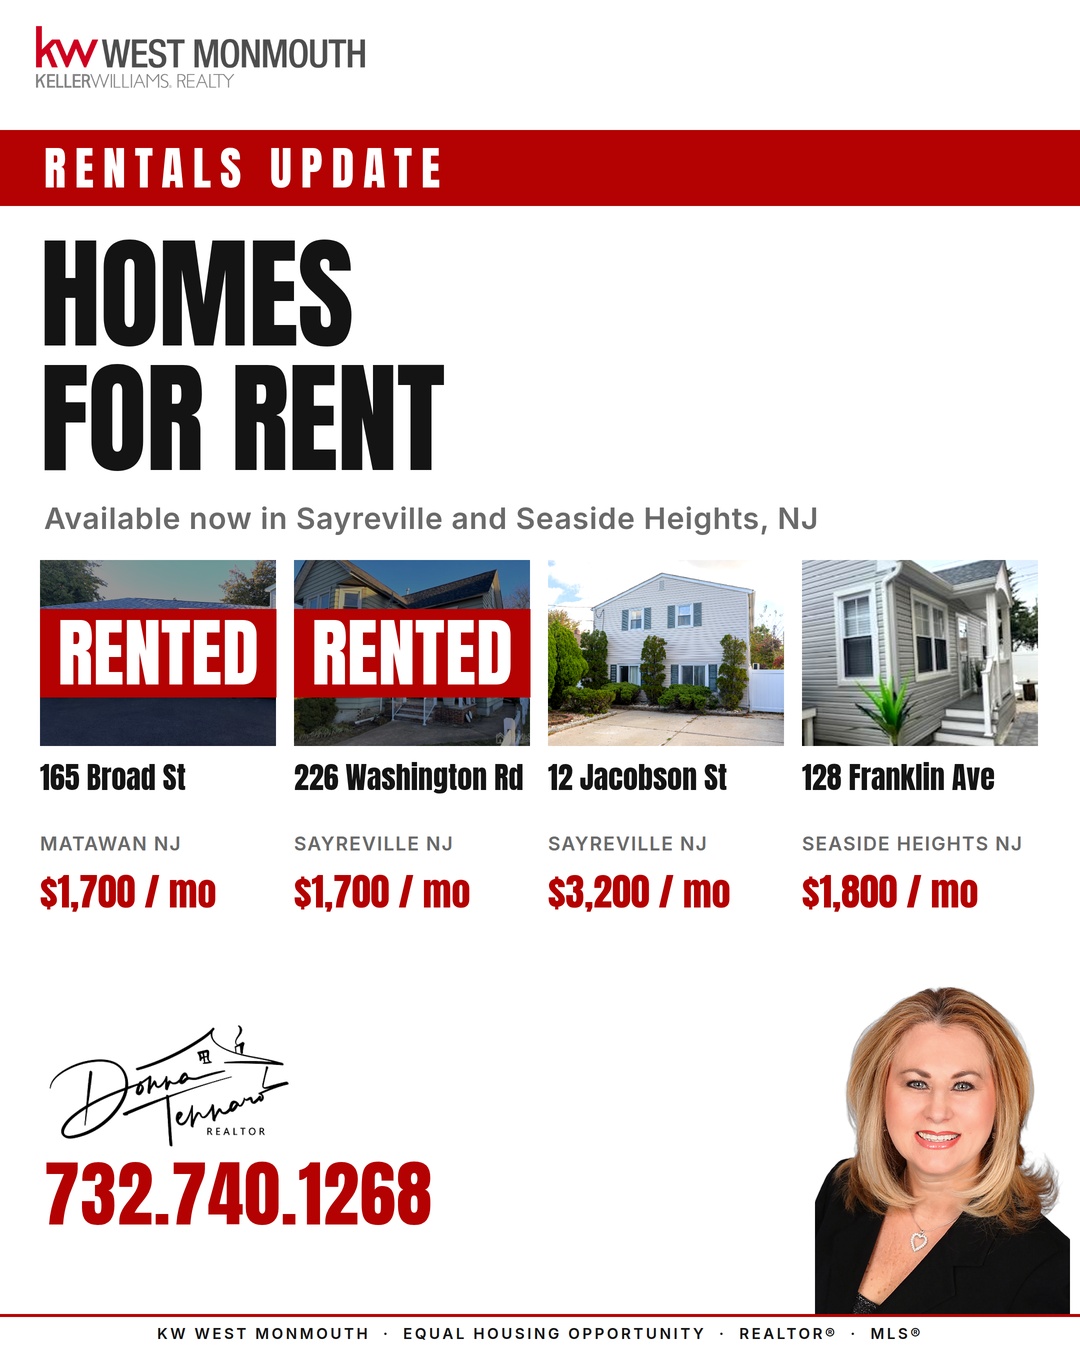 kw WEST MONMOUTH
KELLERWILLIAMS. REALTY
RENTALS UPDATE
HOMES
FOR RENT
Available now in Sayreville and Seaside Heights, NJ
RENTED
RENTED
165 Broad St
226 Washington Rd
12 Jacobson St
128 Franklin Ave
MATAWAN NJ
SAYREVILLE NJ
SAYREVILLE NJ
SEASIDE HEIGHTS NJ
$1,700 / mo
$1,700 / mo
$3,200 / mo
$1,800 / mo
Donna
Tennaro
REALTOR
732.740.1268
KW WEST MONMOUTH · EQUAL HOUSING OPPORTUNITY · REALTOR® · MLS®